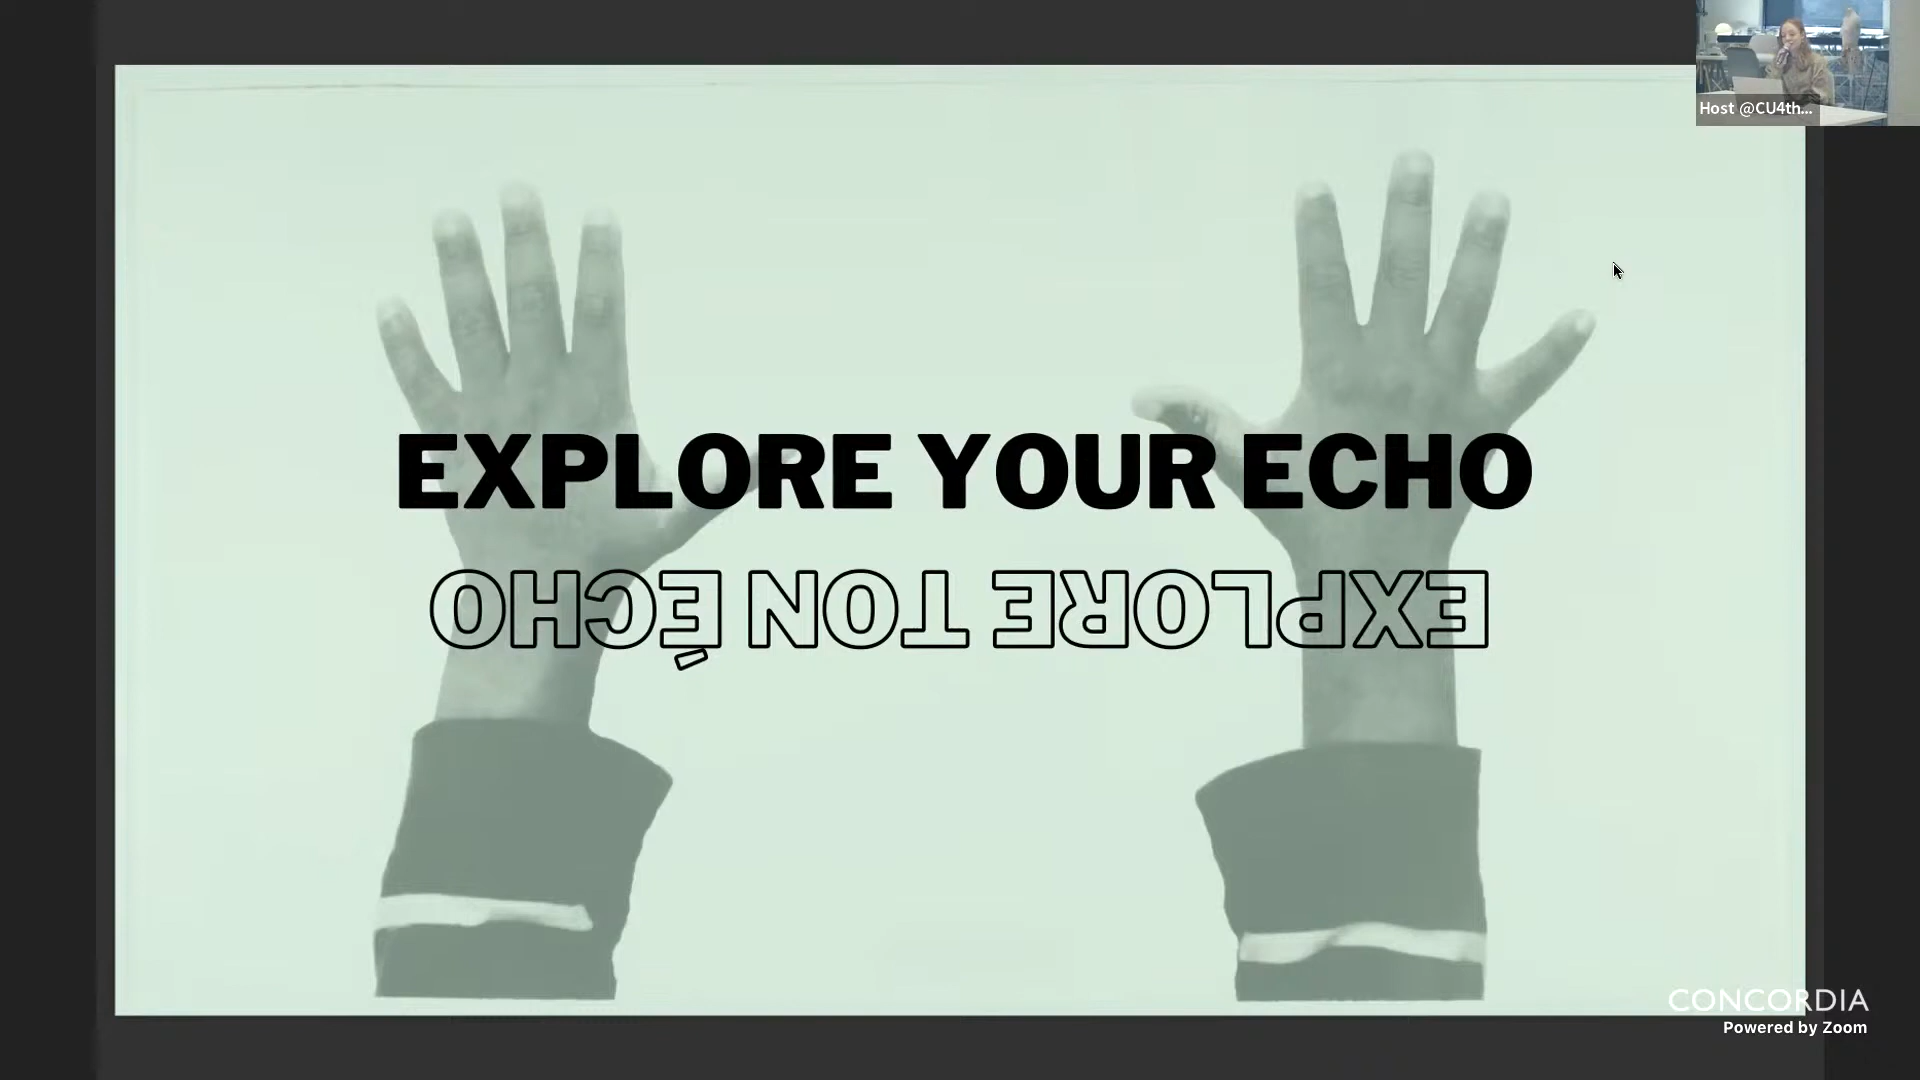 Host @CU4th...
EXPLORE YOUR ECHO
EXPLORE TON ÉCHO
CONCORDIA
Powered by Zoom